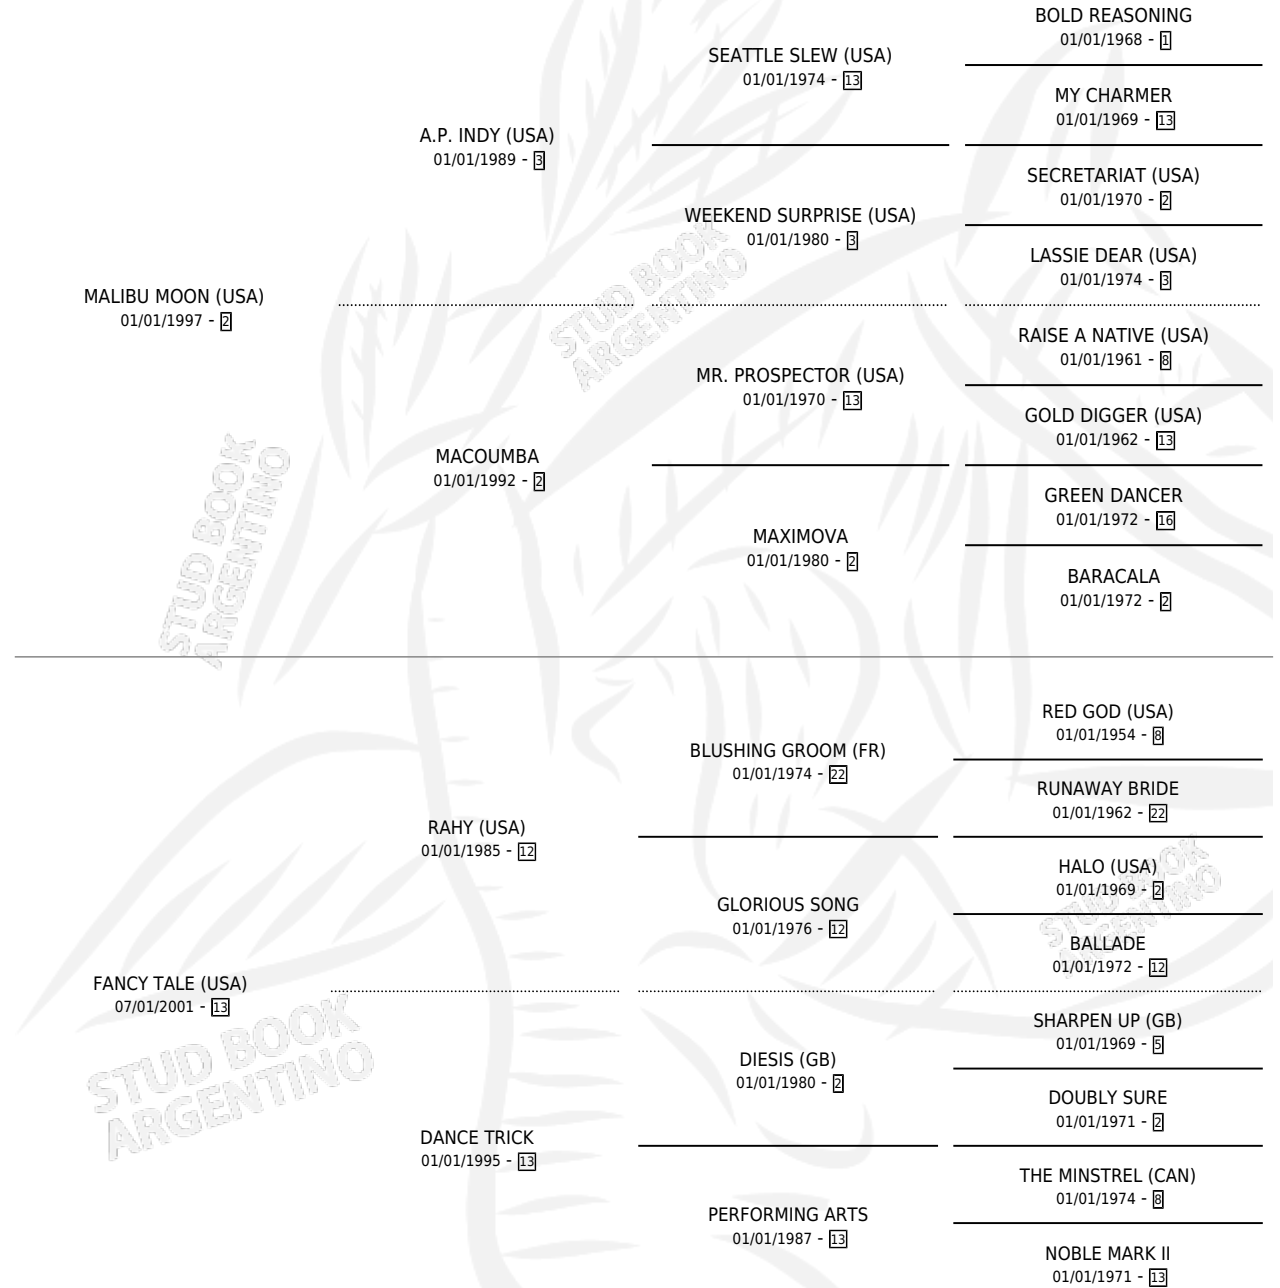 BOLD REASONING
01/01/1968 - 1
SEATTLE SLEW (USA)
01/01/1974 - 13
MY CHARMER
01/01/1969 - 13
A.P. INDY (USA)
01/01/1989 - 3
SECRETARIAT (USA)
01/01/1970 - 2
WEEKEND SURPRISE (USA)
01/01/1980 - 3
LASSIE DEAR (USA)
01/01/1974 - 3
MALIBU MOON (USA)
01/01/1997 - 2
RAISE A NATIVE (USA)
01/01/1961 - 8
MR. PROSPECTOR (USA)
01/01/1970 - 13
GOLD DIGGER (USA)
01/01/1962 - 13
MACOUMBA
01/01/1992 - 2
GREEN DANCER
01/01/1972 - 16
MAXIMOVA
01/01/1980 - 2
BARACALA
01/01/1972 - 2
RED GOD (USA)
01/01/1954 - 8
BLUSHING GROOM (FR)
01/01/1974 - 22
RUNAWAY BRIDE
01/01/1962 - 22
RAHY (USA)
01/01/1985 - 12
HALO (USA)
01/01/1969 - 2
GLORIOUS SONG
01/01/1976 - 12
BALLADE
01/01/1972 - 12
FANCY TALE (USA)
07/01/2001 - 13
SHARPEN UP (GB)
01/01/1969 - 5
DIESIS (GB)
01/01/1980 - 2
DOUBLY SURE
01/01/1971 - 2
DANCE TRICK
01/01/1995 - 13
THE MINSTREL (CAN)
01/01/1974 - 8
PERFORMING ARTS
01/01/1987 - 13
NOBLE MARK II
01/01/1971 - 13
STUD BOOK
ARGENTINO
STUD BOOK
ARGENTINO
STUD BOOK
ARGENTINO
STUD BOOK
ARGENTINO